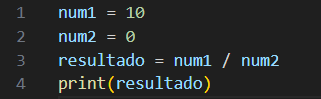 1 num1 = 10
2 num2 = 0
3 resultado = num1 / num2
4 print(resultado)